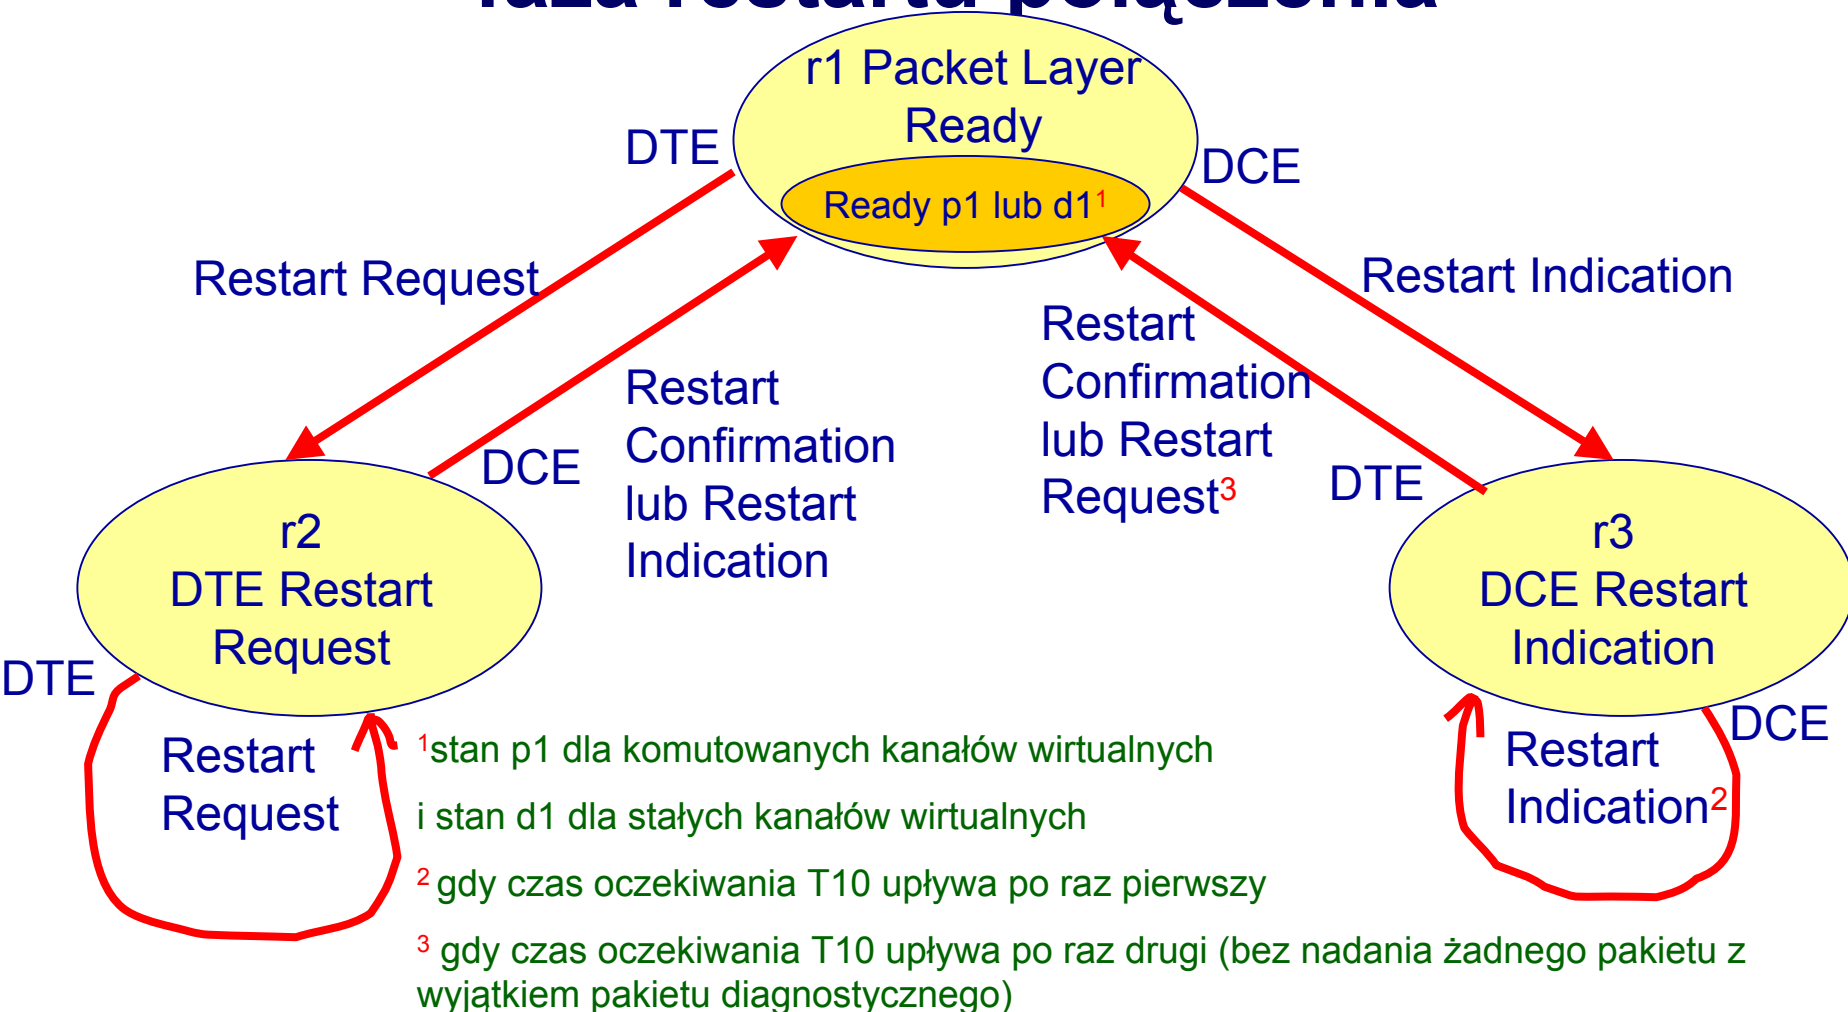 faza restartu połączenia
r1 Packet Layer
Ready
Ready p1 lub d1¹
DTE
DCE
Restart Request
Restart Indication
Restart
Confirmation
lub Restart
Indication
Restart
Confirmation
lub Restart
Request³
DCE
DTE
r2
DTE Restart
Request
r3
DCE Restart
Indication
DTE
Restart
Request
DCE
Restart
Indication²
¹stan p1 dla komutowanych kanałów wirtualnych
i stan d1 dla stałych kanałów wirtualnych
² gdy czas oczekiwania T10 upływa po raz pierwszy
³ gdy czas oczekiwania T10 upływa po raz drugi (bez nadania żadnego pakietu z
wyjątkiem pakietu diagnostycznego)